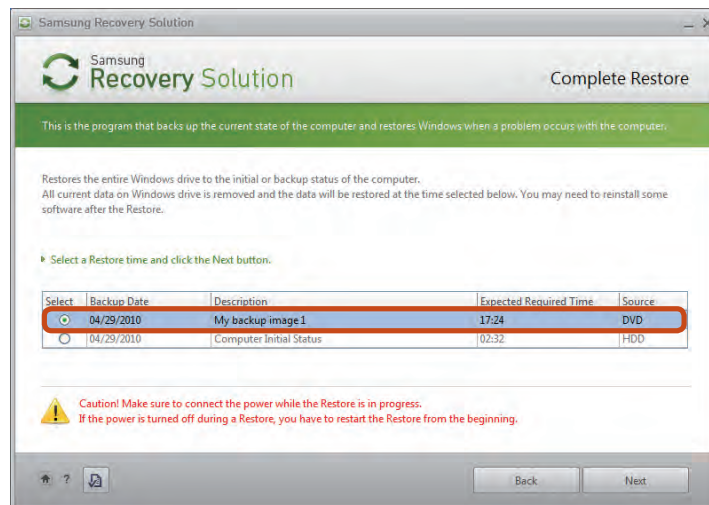 Samsung Recovery Solution
Samsung
Recovery Solution
Complete Restore
This is the program that backs up the current state of the computer and restores Windows when a problem occurs with the computer.
Restores the entire Windows drive to the initial or backup status of the computer.
All current data on Windows drive is removed and the data will be restored at the time selected below. You may need to reinstall some
software after the Restore.
Select a Restore time and click the Next button.
Select Backup Date Description Expected Required Time Source
04/29/2010 My backup image 1 17:24 DVD
04/29/2010 Computer Initial Status 02:32 HDD
Caution! Make sure to connect the power while the Restore is in progress.
If the power is turned off during a Restore, you have to restart the Restore from the beginning.
? Back Next